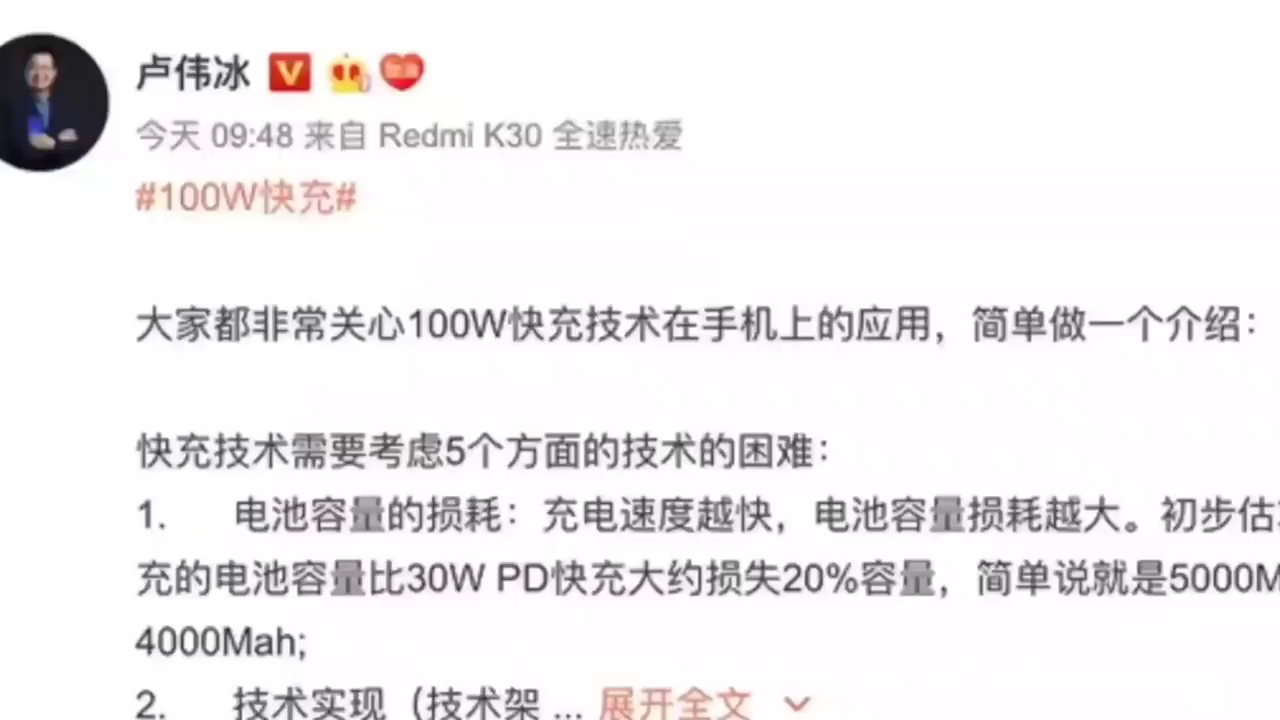 卢伟冰
今天 09:48 来自 Redmi K30 全速热爱
#100W快充#
大家都非常关心100W快充技术在手机上的应用，简单做一个介绍：
快充技术需要考虑5个方面的技术的困难：
1. 电池容量的损耗：充电速度越快，电池容量损耗越大。初步估
充的电池容量比30W PD快充大约损失20%容量，简单说就是5000M
4000Mah;
2. 技术实现（技术架 ... 展开全文